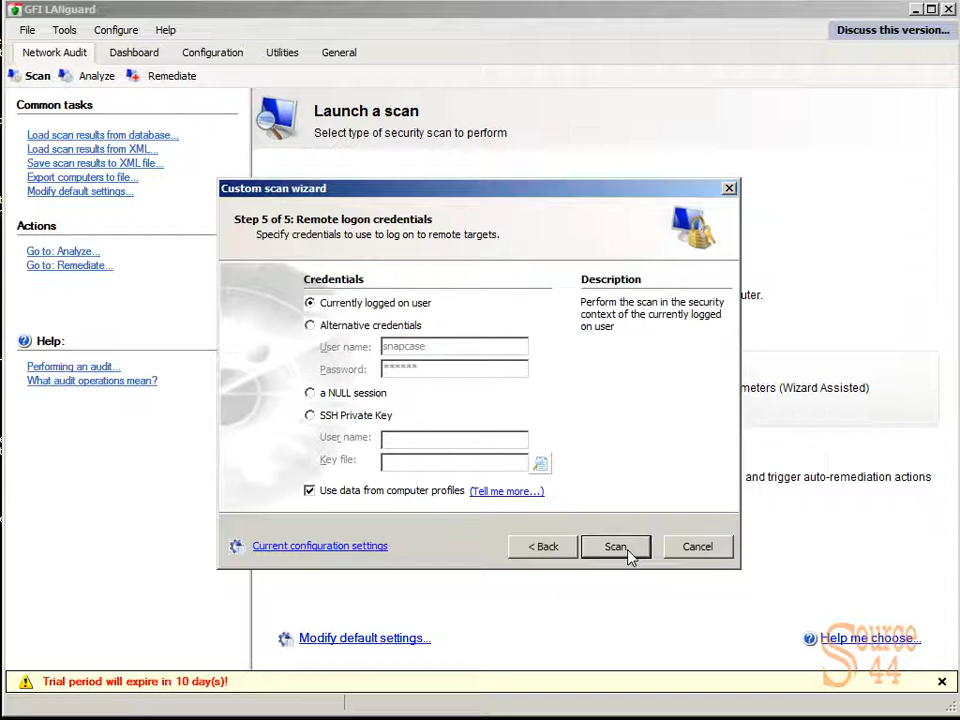 GFI LANguard
File Tools Configure Help
Discuss this version...
Network Audit Dashboard Configuration Utilities General
Scan Analyze Remediate
Common tasks
Load scan results from database...
Load scan results from XML...
Save scan results to XML file...
Export computers to file...
Modify default settings...
Actions
Go to: Analyze...
Go to: Remediate...
Help:
Performing an audit...
What audit operations mean?
Launch a scan
Select type of security scan to perform
Custom scan wizard
Step 5 of 5: Remote logon credentials
Specify credentials to use to log on to remote targets.
Credentials
Currently logged on user
Alternative credentials
User name: snapcase
Password: ******
a NULL session
SSH Private Key
User name:
Key file:
Use data from computer profiles (Tell me more...)
Description
Perform the scan in the security
context of the currently logged
on user
Current configuration settings
< Back Scan Cancel
uter.
meters (Wizard Assisted)
and trigger auto-remediation actions
Modify default settings...
Help me choose...
Source
44
Trial period will expire in 10 day(s)!